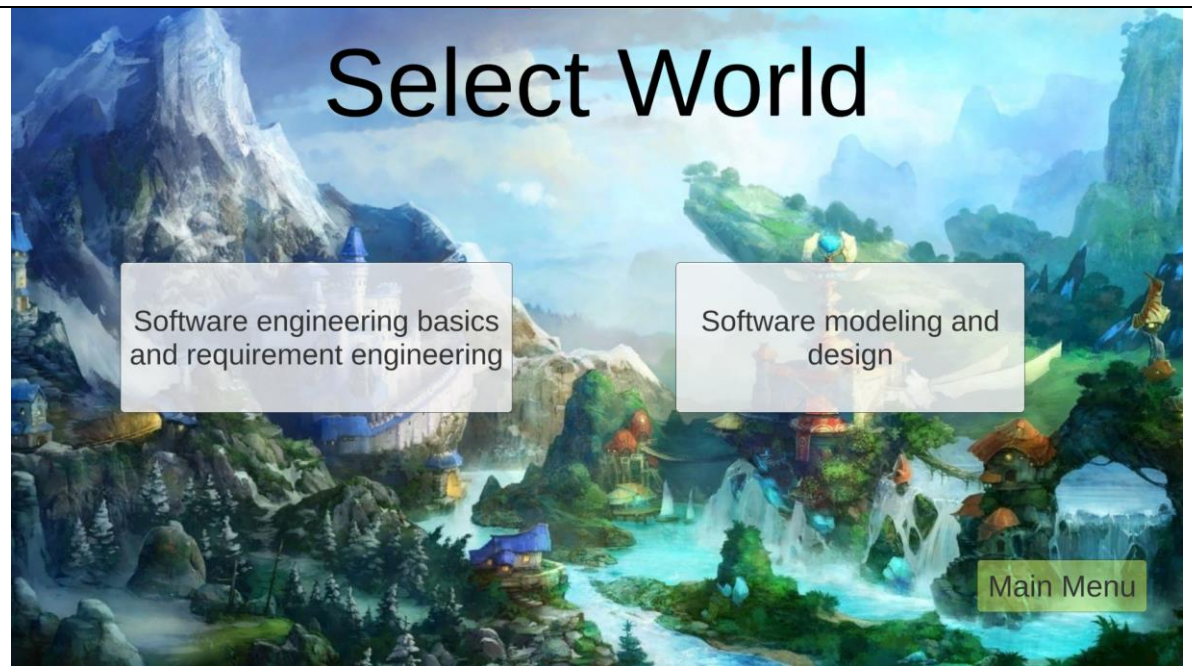 Select World
Software engineering basics
and requirement engineering
Software modeling and
design
Main Menu